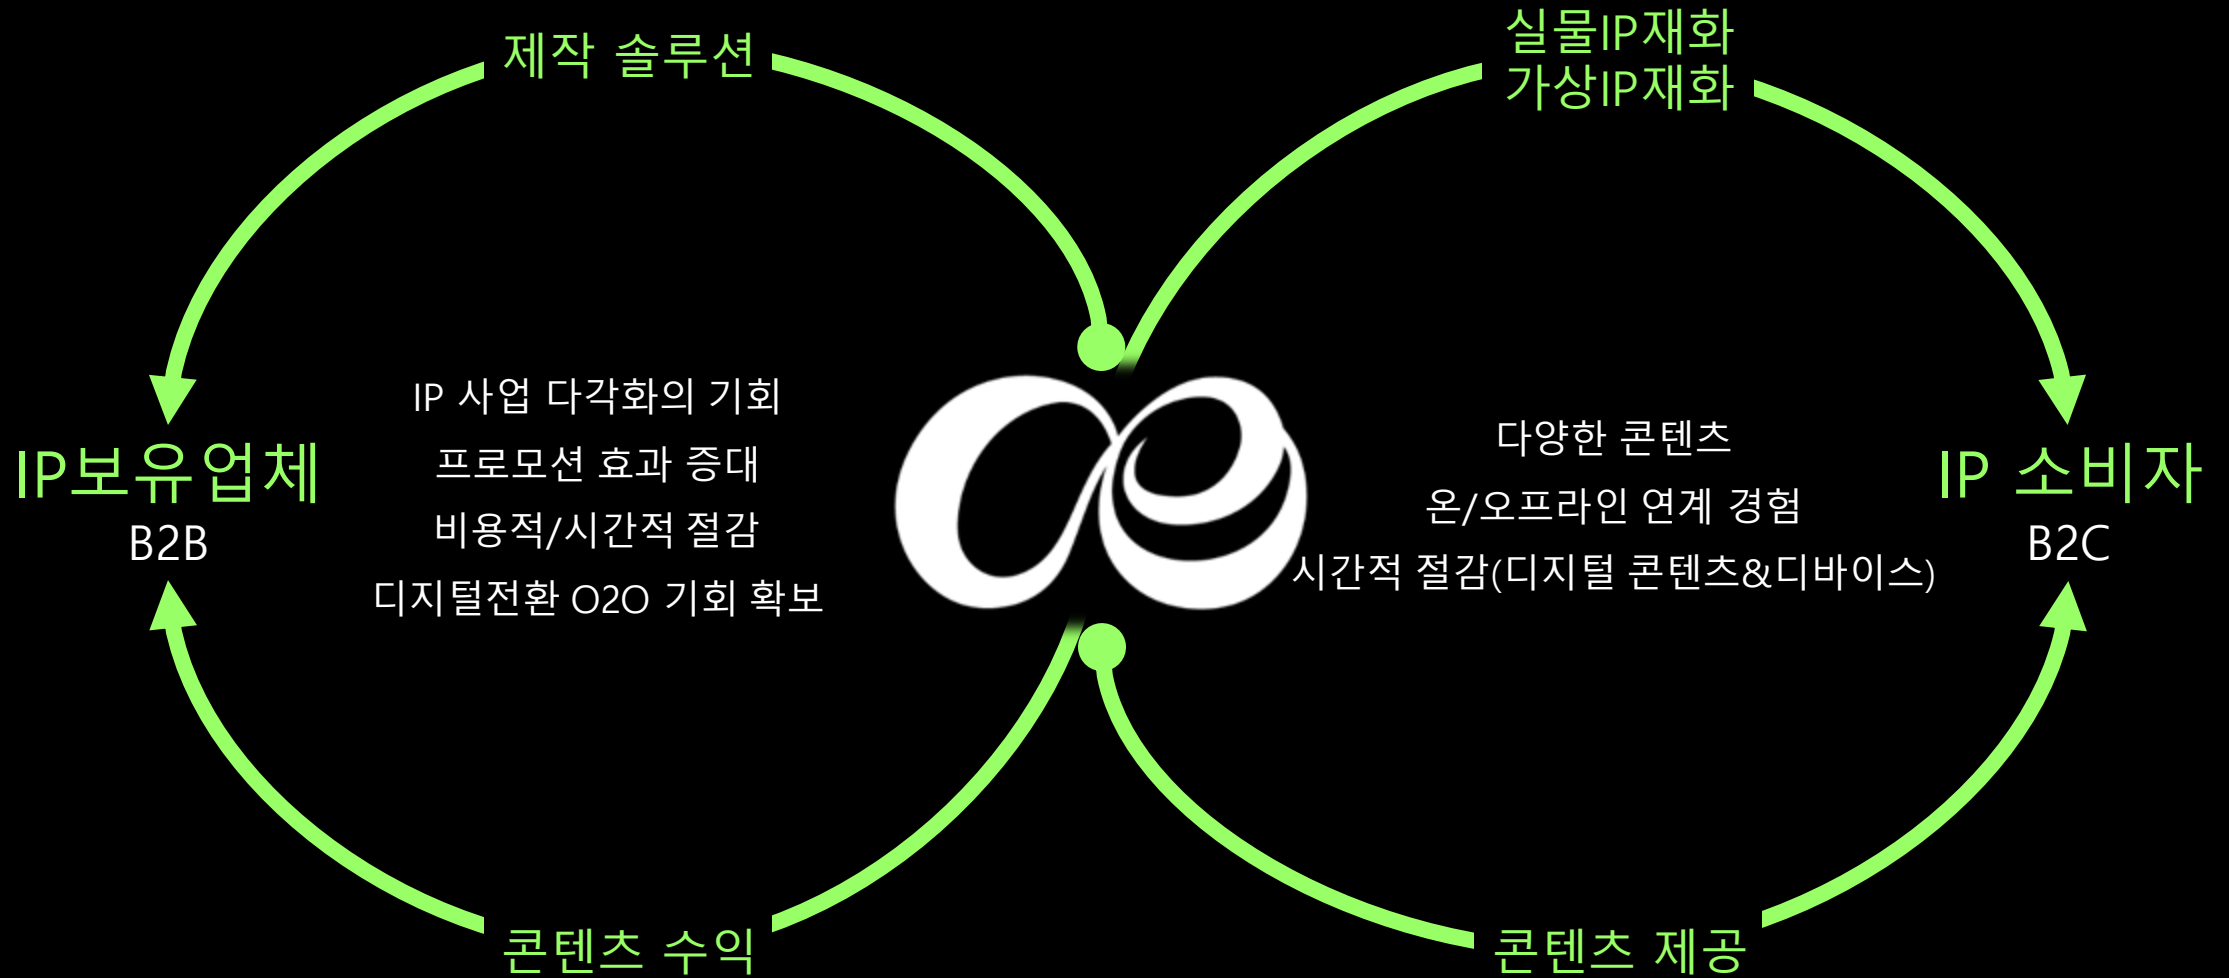 제작 솔루션
실물IP재화
가상IP재화
IP보유업체
B2B
IP 사업 다각화의 기회
프로모션 효과 증대
비용적/시간적 절감
디지털전환 O2O 기회 확보
다양한 콘텐츠
온/오프라인 연계 경험
시간적 절감(디지털 콘텐츠&디바이스)
IP 소비자
B2C
콘텐츠 수익
콘텐츠 제공